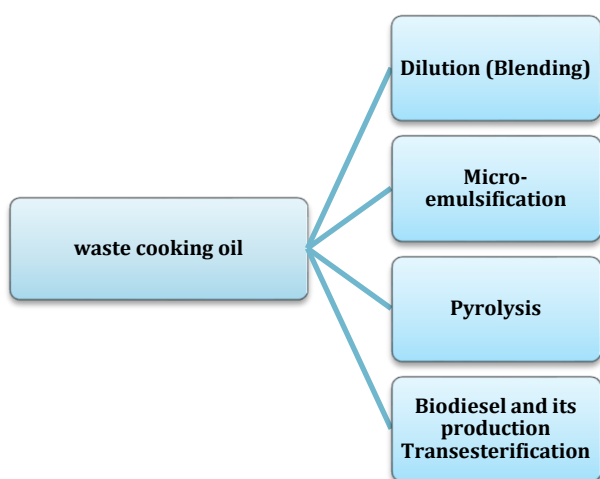 Dilution (Blending)
Micro-
emulsification
waste cooking oil
Pyrolysis
Biodiesel and its
production
Transesterification